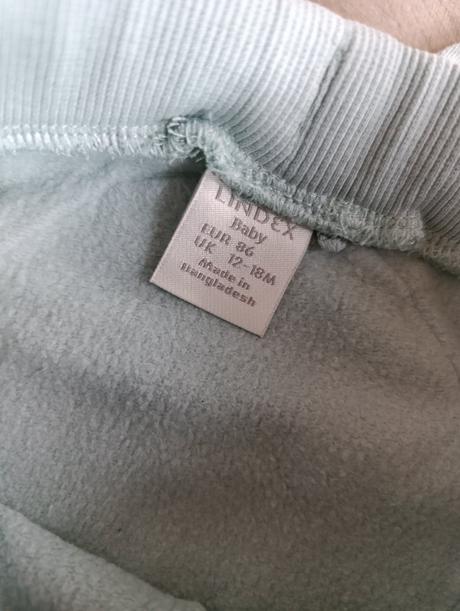 LINDEX
Baby
EUR 86
UK 12-18M
Made in
Bangladesh